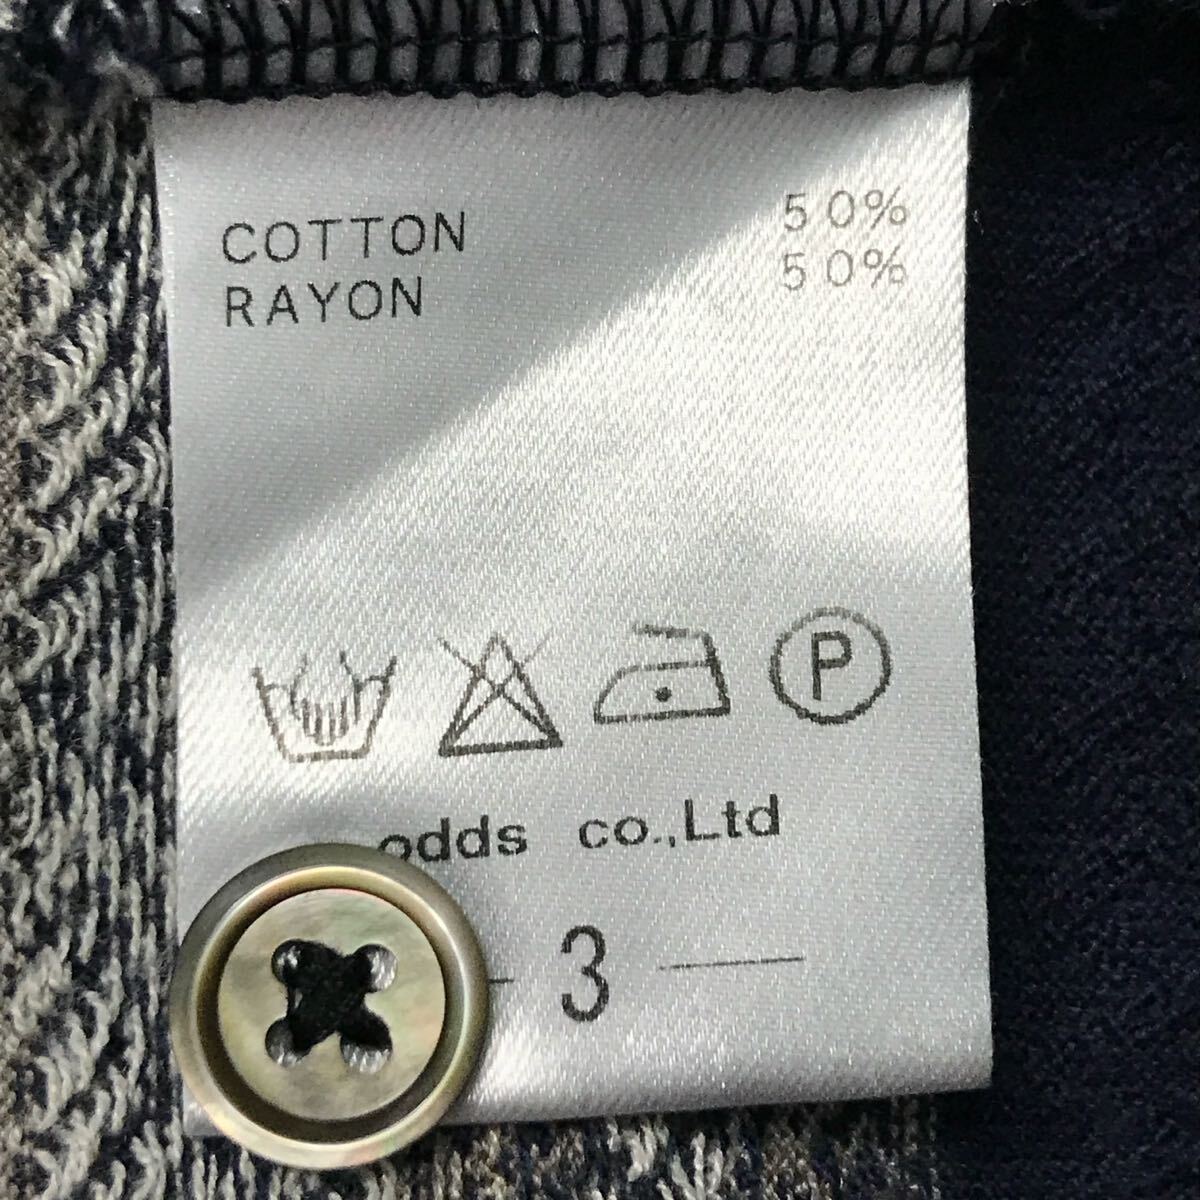 COTTON 50%
RAYON 50%
P
odds co.,Ltd
3